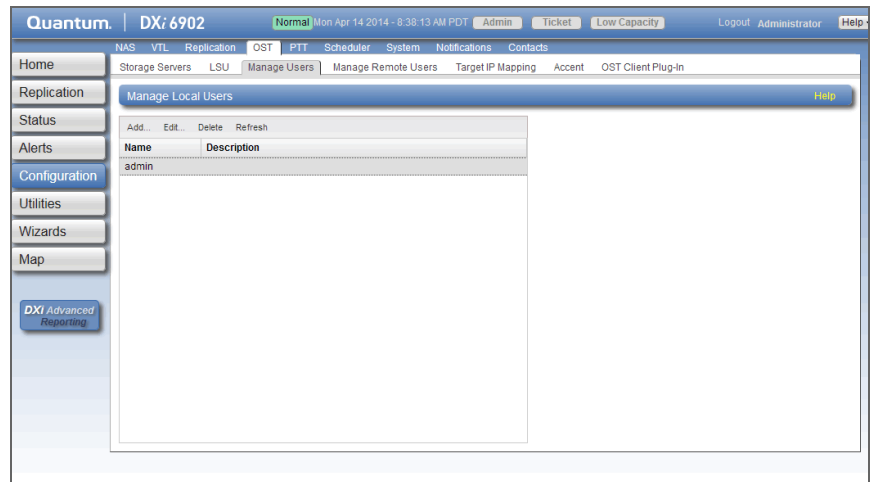 Quantum. DXi 6902 Normal Mon Apr 14 2014 - 8:38:13 AM PDT Admin Ticket Low Capacity Logout Administrator Help
NAS VTL Replication OST PTT Scheduler System Notifications Contacts
Storage Servers LSU Manage Users Manage Remote Users Target IP Mapping Accent OST Client Plug-In
Home
Replication
Status
Alerts
Configuration
Utilities
Wizards
Map
DXi Advanced
Reporting
Manage Local Users Help
Add... Edit... Delete Refresh
Name Description
admin